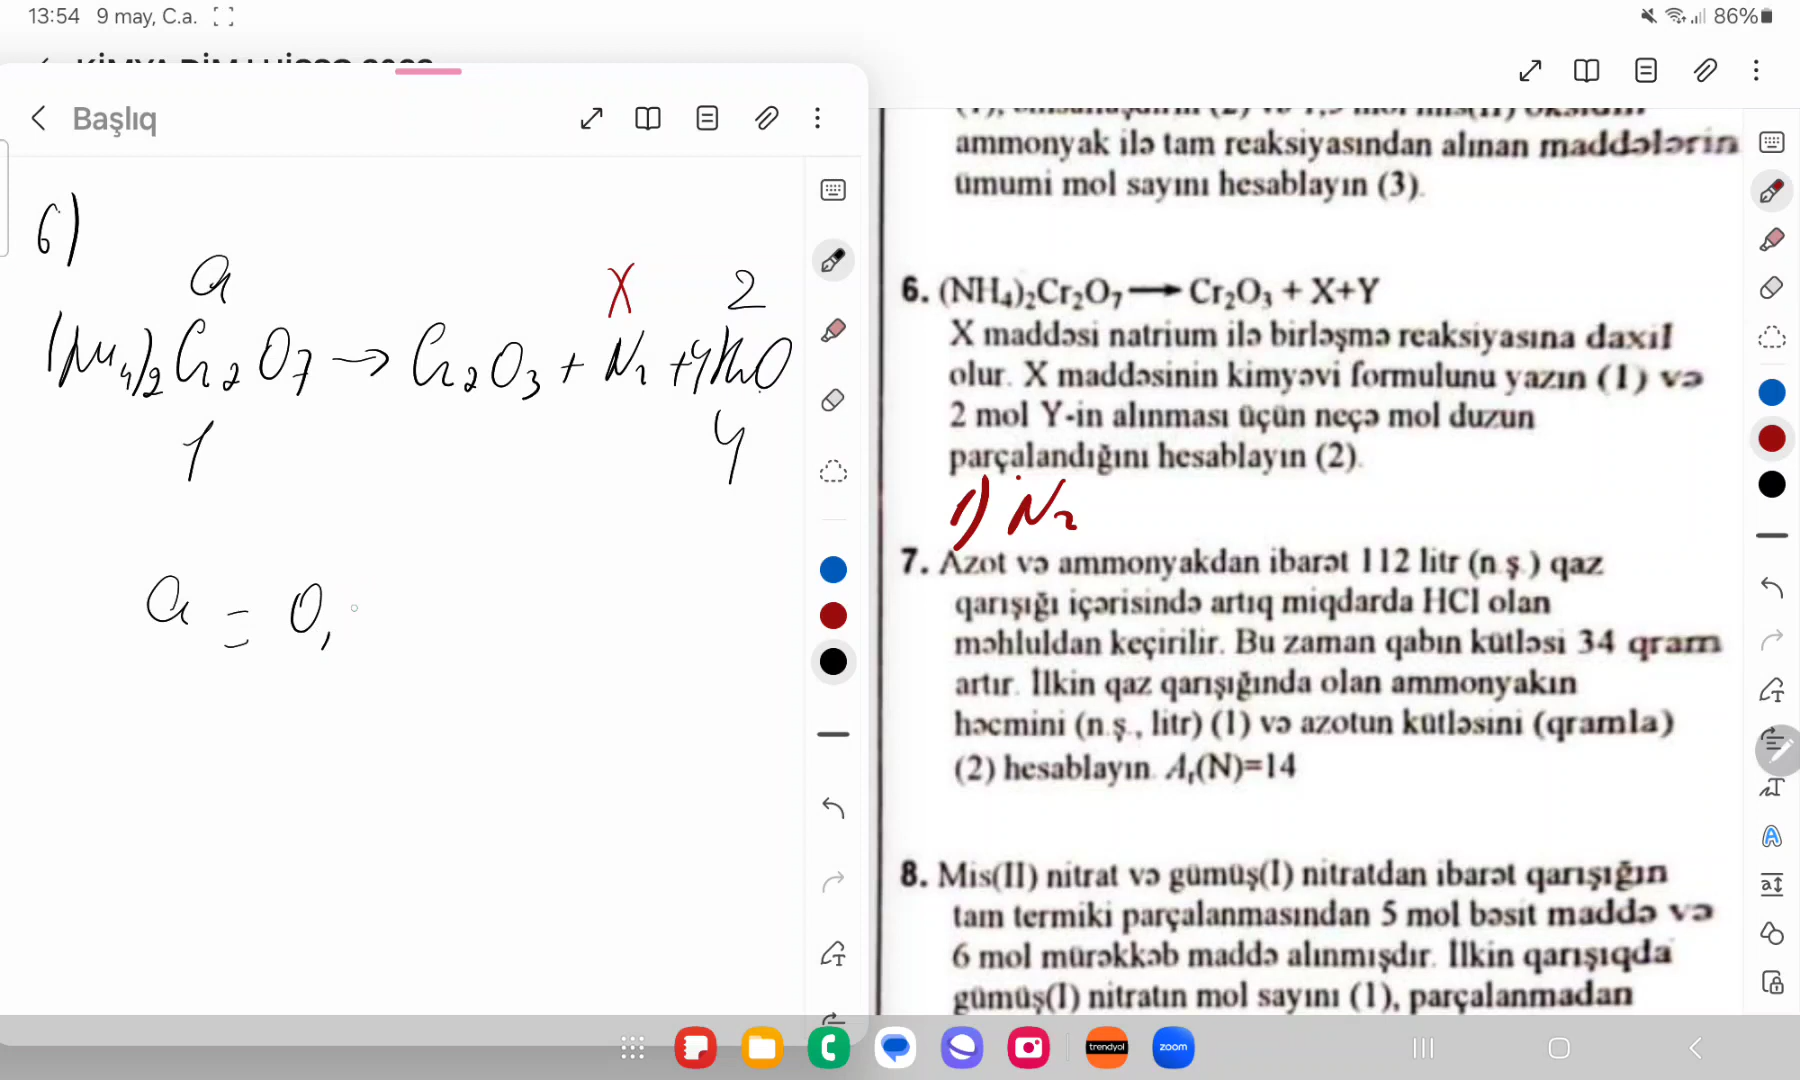 13:54 9 may, C.a. 86%
KİMYA DİM I HİSSƏ 2023
Başlıq
6)
a X 2
(NH4)2Cr2O7 → Cr2O3 + N2 + 4H2O
1 4
a = 0,
ammonyak ilə tam reaksiyasından alınan maddələrin
ümumi mol sayını hesablayın (3).
6. (NH₄)₂Cr₂O₇ ⟶ Cr₂O₃ + X+Y
X maddəsi natrium ilə birləşmə reaksiyasına daxil
olur. X maddəsinin kimyəvi formulunu yazın (1) və
2 mol Y-in alınması üçün neçə mol duzun
parçalandığını hesablayın (2).
1) N2
7. Azot və ammonyakdan ibarət 112 litr (n.ş.) qaz
qarışığı içərisində artıq miqdarda HCl olan
məhluldan keçirilir. Bu zaman qabın kütləsi 34 qram
artır. İlkin qaz qarışığında olan ammonyakın
həcmini (n.ş., litr) (1) və azotun kütləsini (qramla)
(2) hesablayın. Aᵣ(N)=14
8. Mis(II) nitrat və gümüş(I) nitratdan ibarət qarışığın
tam termiki parçalanmasından 5 mol bəsit maddə və
6 mol mürəkkəb maddə alınmışdır. İlkin qarışıqda
gümüş(I) nitratın mol sayını (1), parçalanmadan
trendyol zoom